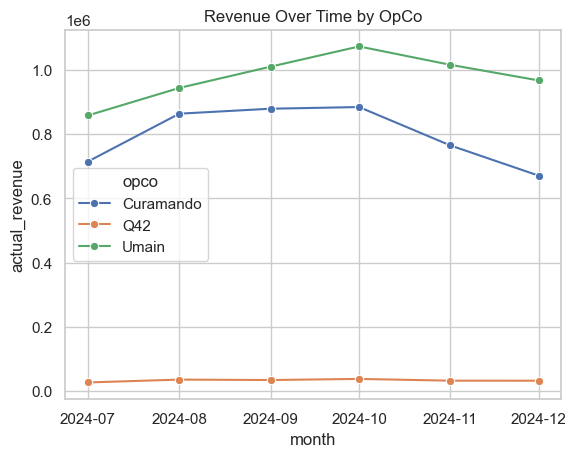 Revenue Over Time by OpCo
1e6
1.0
0.8
0.6
0.4
0.2
0.0
actual_revenue
opco
Curamando
Q42
Umain
2024-07 2024-08 2024-09 2024-10 2024-11 2024-12
month